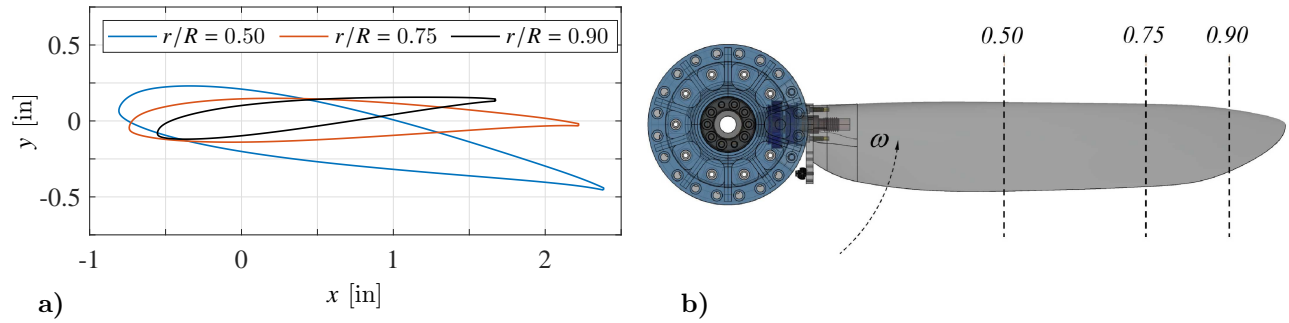 r/R = 0.50 r/R = 0.75 r/R = 0.90
0.5
0
-0.5
y [in]
-1 0 1 2
x [in]
a)
0.50 0.75 0.90
ω
b)